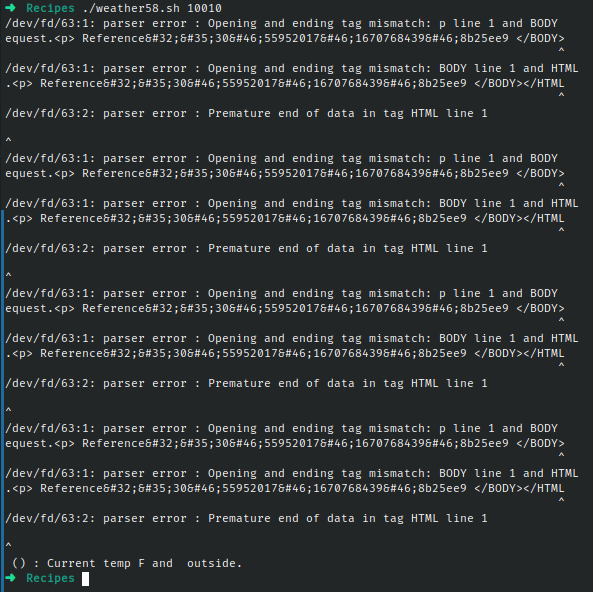 ➜  Recipes ./weather58.sh 10010
/dev/fd/63:1: parser error : Opening and ending tag mismatch: p line 1 and BODY
equest.<p> Reference&#32;&#35;30&#46;55952017&#46;1670768439&#46;8b25ee9 </BODY>
^
/dev/fd/63:1: parser error : Opening and ending tag mismatch: BODY line 1 and HTML
.<p> Reference&#32;&#35;30&#46;55952017&#46;1670768439&#46;8b25ee9 </BODY></HTML
^
/dev/fd/63:2: parser error : Premature end of data in tag HTML line 1
^
/dev/fd/63:1: parser error : Opening and ending tag mismatch: p line 1 and BODY
equest.<p> Reference&#32;&#35;30&#46;55952017&#46;1670768439&#46;8b25ee9 </BODY>
^
/dev/fd/63:1: parser error : Opening and ending tag mismatch: BODY line 1 and HTML
.<p> Reference&#32;&#35;30&#46;55952017&#46;1670768439&#46;8b25ee9 </BODY></HTML
^
/dev/fd/63:2: parser error : Premature end of data in tag HTML line 1
^
/dev/fd/63:1: parser error : Opening and ending tag mismatch: p line 1 and BODY
equest.<p> Reference&#32;&#35;30&#46;55952017&#46;1670768439&#46;8b25ee9 </BODY>
^
/dev/fd/63:1: parser error : Opening and ending tag mismatch: BODY line 1 and HTML
.<p> Reference&#32;&#35;30&#46;55952017&#46;1670768439&#46;8b25ee9 </BODY></HTML
^
/dev/fd/63:2: parser error : Premature end of data in tag HTML line 1
^
/dev/fd/63:1: parser error : Opening and ending tag mismatch: p line 1 and BODY
equest.<p> Reference&#32;&#35;30&#46;55952017&#46;1670768439&#46;8b25ee9 </BODY>
^
/dev/fd/63:1: parser error : Opening and ending tag mismatch: BODY line 1 and HTML
.<p> Reference&#32;&#35;30&#46;55952017&#46;1670768439&#46;8b25ee9 </BODY></HTML
^
/dev/fd/63:2: parser error : Premature end of data in tag HTML line 1
^
() : Current temp F and  outside.
➜  Recipes